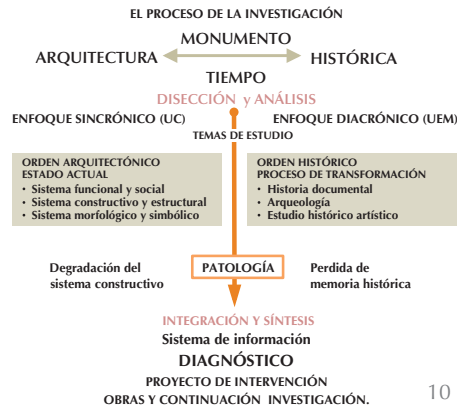 EL PROCESO DE LA INVESTIGACIÓN
MONUMENTO
ARQUITECTURA
HISTÓRICA
TIEMPO
DISECCIÓN y ANÁLISIS
ENFOQUE SINCRÓNICO (UC)
ENFOQUE DIACRÓNICO (UEM)
TEMAS DE ESTUDIO
ORDEN ARQUITECTÓNICO
ESTADO ACTUAL
• Sistema funcional y social
• Sistema constructivo y estructural
• Sistema morfológico y simbólico
ORDEN HISTÓRICO
PROCESO DE TRANSFORMACIÓN
• Historia documental
• Arqueología
• Estudio histórico artístico
Degradación del
sistema constructivo
PATOLOGÍA
Perdida de
memoria histórica
INTEGRACIÓN Y SÍNTESIS
Sistema de información
DIAGNÓSTICO
PROYECTO DE INTERVENCIÓN
OBRAS Y CONTINUACIÓN INVESTIGACIÓN.
10